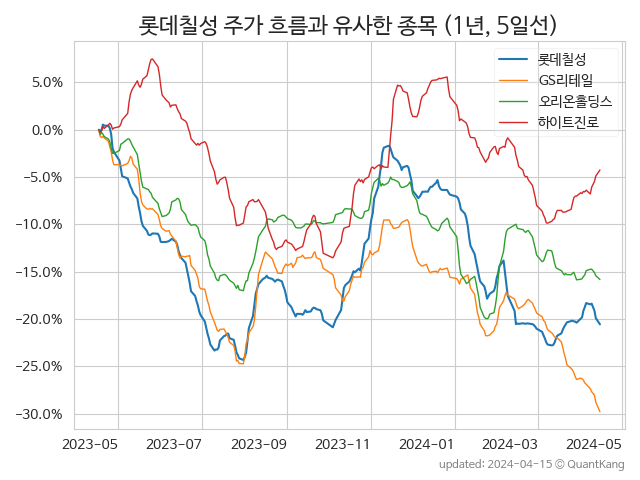 롯데칠성 주가 흐름과 유사한 종목 (1년, 5일선)
롯데칠성
GS리테일
오리온홀딩스
하이트진로
5.0%
0.0%
−5.0%
−10.0%
−15.0%
−20.0%
−25.0%
−30.0%
2023-05 2023-07 2023-09 2023-11 2024-01 2024-03 2024-05
updated: 2024-04-15 © QuantKang